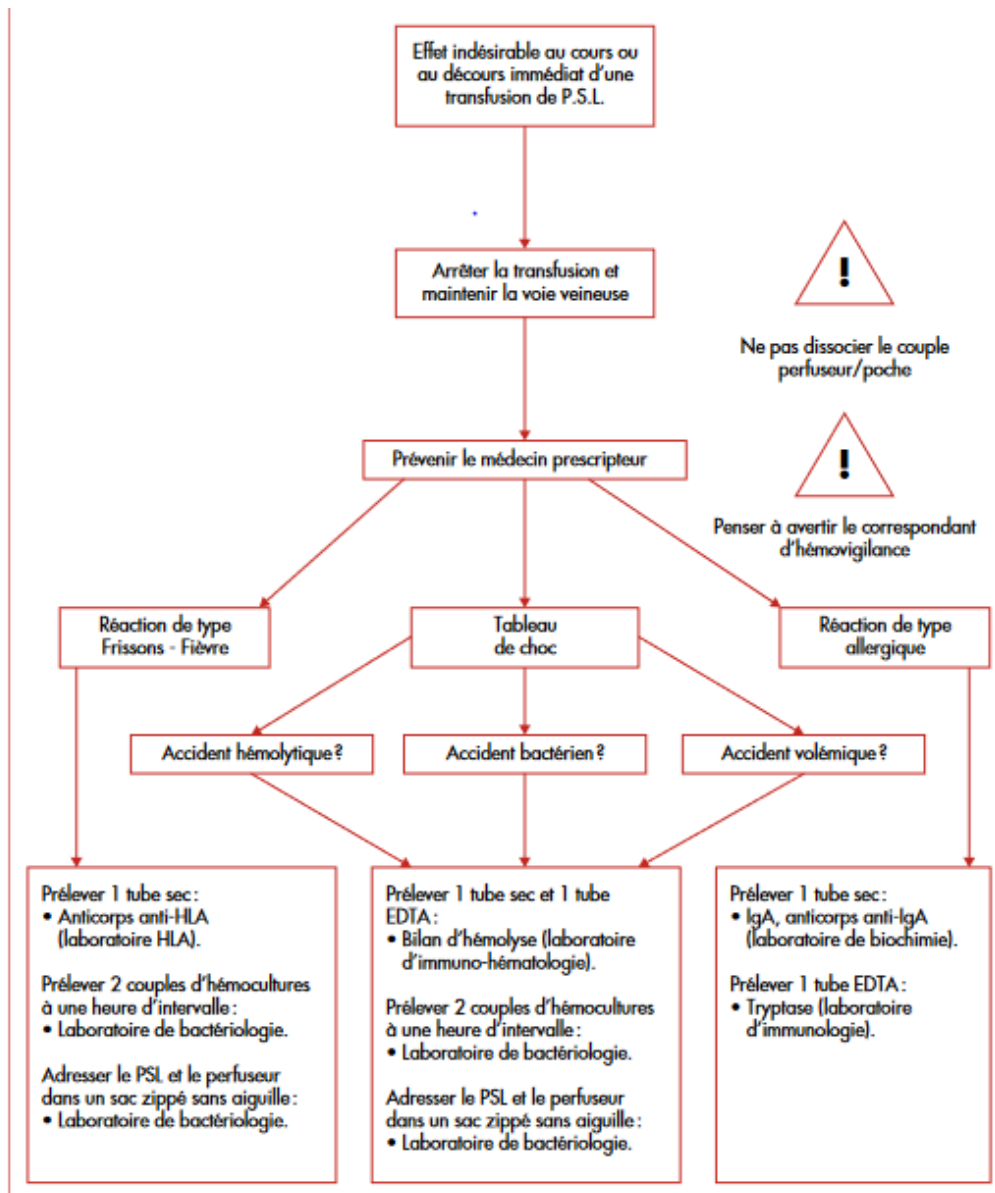 Effet indésirable au cours ou
au décours immédiat d'une
transfusion de P.S.L.
Arrêter la transfusion et
maintenir la voie veineuse
!
Ne pas dissocier le couple
perfuseur/poche
Prévenir le médecin prescripteur
!
Penser à avertir le correspondant
d'hémovigilance
Réaction de type
Frissons - Fièvre
Tableau
de choc
Réaction de type
allergique
Accident hémolytique ?
Accident bactérien ?
Accident volémique ?
Prélever 1 tube sec :
• Anticorps anti-HLA
(laboratoire HLA).
Prélever 2 couples d'hémocultures
à une heure d'intervalle :
• Laboratoire de bactériologie.
Adresser le PSL et le perfuseur
dans un sac zippé sans aiguille :
• Laboratoire de bactériologie.
Prélever 1 tube sec et 1 tube
EDTA :
• Bilan d'hémolyse (laboratoire
d'immuno-hématologie).
Prélever 2 couples d'hémocultures
à une heure d'intervalle :
• Laboratoire de bactériologie.
Adresser le PSL et le perfuseur
dans un sac zippé sans aiguille :
• Laboratoire de bactériologie.
Prélever 1 tube sec :
• IgA, anticorps anti-IgA
(laboratoire de biochimie).
Prélever 1 tube EDTA :
• Tryptase (laboratoire
d'immunologie).